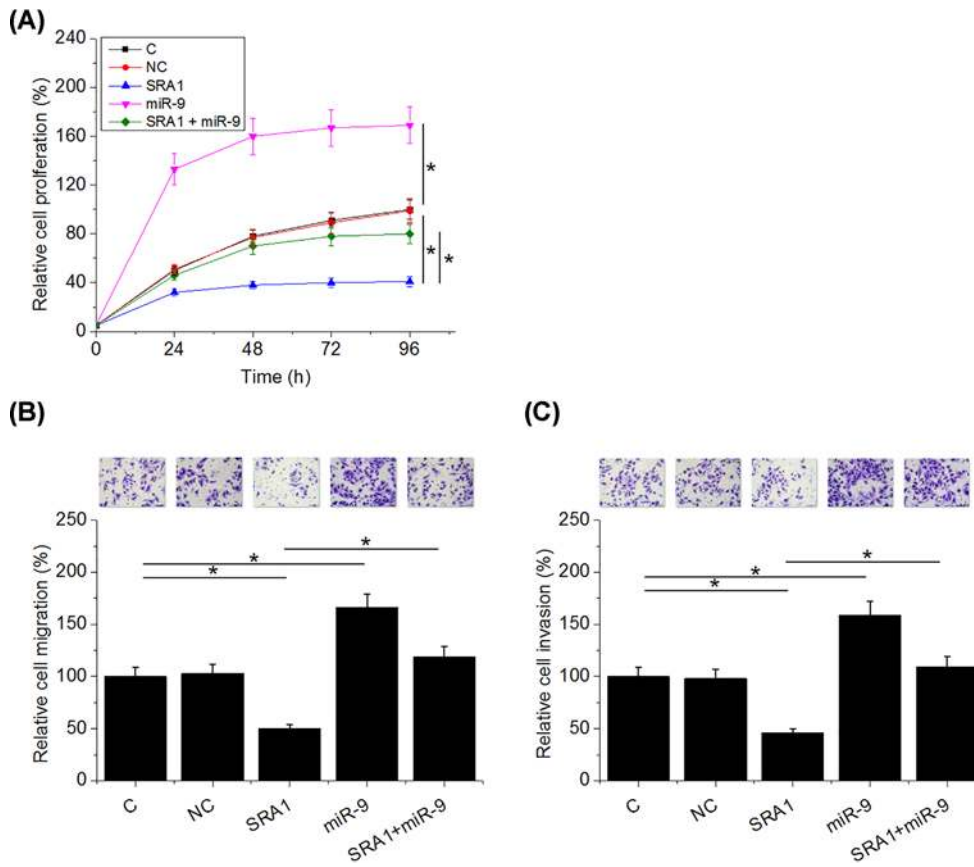 (A)
240
200
160
120
80
40
0
Relative cell prolferation (%)
C
NC
SRA1
miR-9
SRA1 + miR-9
*
*
*
0 24 48 72 96
Time (h)
(B)
250
200
150
100
50
0
Relative cell migration (%)
*
*
*
C NC SRA1 miR-9 SRA1+miR-9
(C)
250
200
150
100
50
0
Relative cell invasion (%)
*
*
*
C NC SRA1 miR-9 SRA1+miR-9